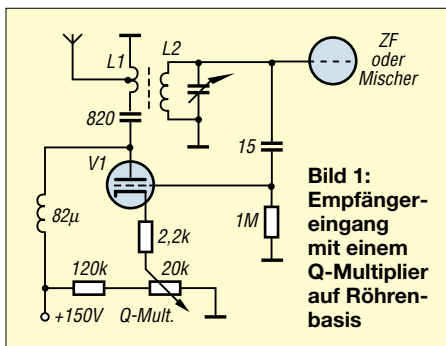 L1
L2
ZF
oder
Mischer
820
V1
15
82µ
2,2k
1M
120k
20k
+150V
Q-Mult.
Bild 1:
Empfänger-
eingang
mit einem
Q-Multiplier
auf Röhren-
basis